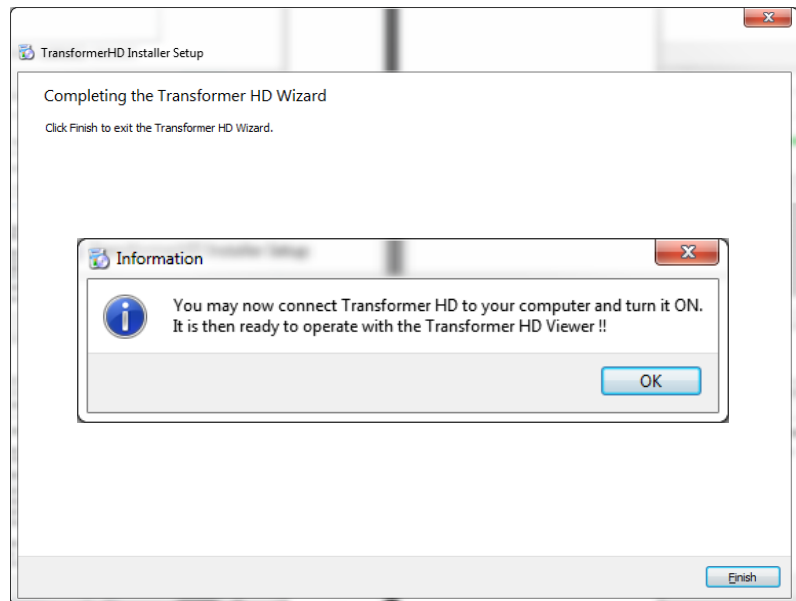 TransformerHD Installer Setup
Completing the Transformer HD Wizard
Click Finish to exit the Transformer HD Wizard.
Information
You may now connect Transformer HD to your computer and turn it ON.
It is then ready to operate with the Transformer HD Viewer !!
OK
Finish